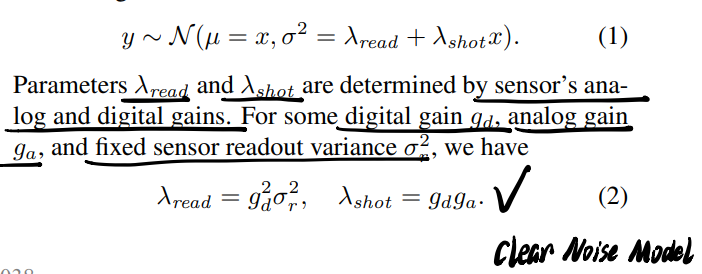 y ∼ 𝒩(μ = x, σ² = λ_read + λ_shot x). (1)
Parameters λ_read and λ_shot are determined by sensor's ana-
log and digital gains. For some digital gain g_d, analog gain
g_a, and fixed sensor readout variance σ_r², we have
λ_read = g_d²σ_r², λ_shot = g_d g_a. ✓ (2)
Clear Noise Model